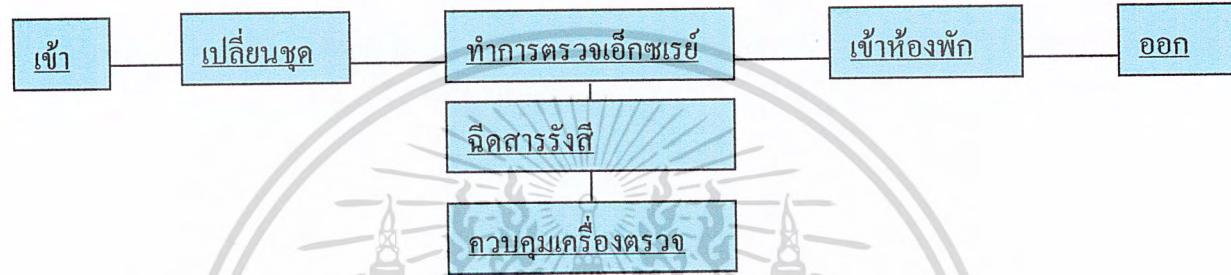 เข้า
เปลี่ยนชุด
ทำการตรวจเอ็กซเรย์
เข้าห้องพัก
ออก
ฉีดสารรังสี
ควบคุมเครื่องตรวจ